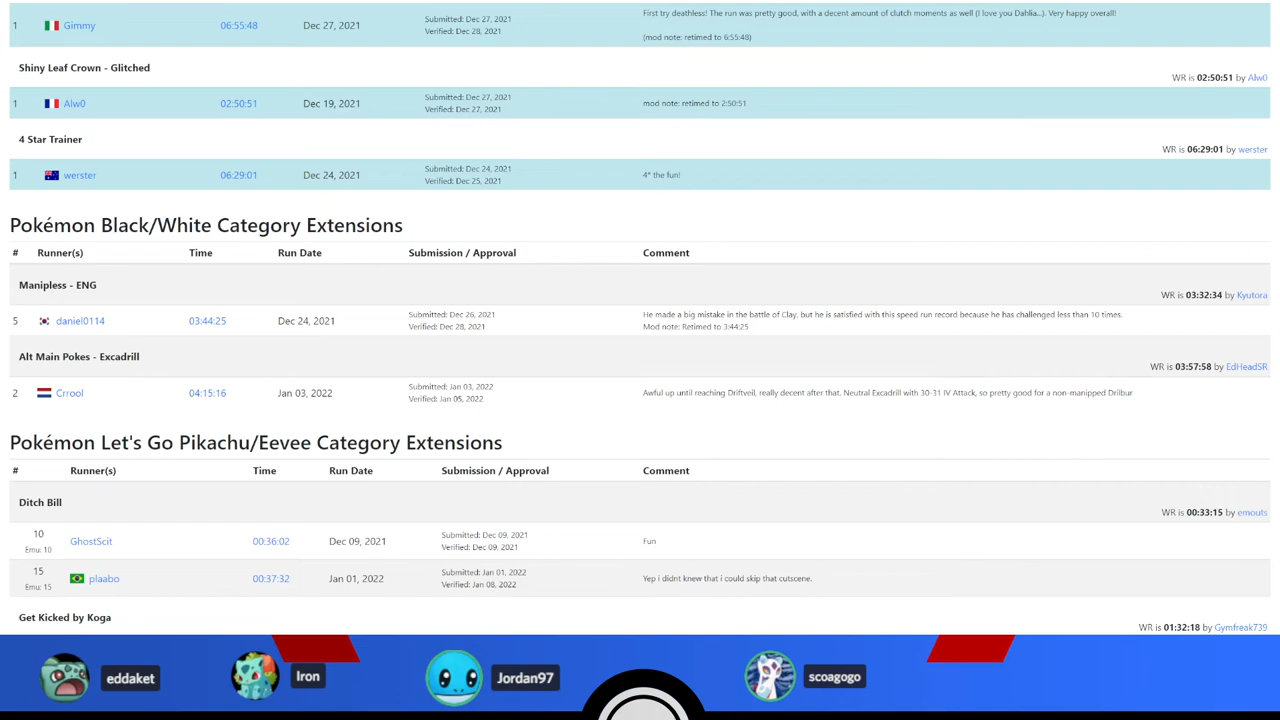 1 Gimmy 06:55:48 Dec 27, 2021 Submitted: Dec 27, 2021 Verified: Dec 28, 2021 First try deathless! The run was pretty good, with a decent amount of clutch moments as well (I love you Dahlia...). Very happy overall!
(mod note: retimed to 6:55:48)
Shiny Leaf Crown - Glitched
WR is 02:50:51 by Alw0
1 Alw0 02:50:51 Dec 19, 2021 Submitted: Dec 27, 2021 Verified: Dec 27, 2021 mod note: retimed to 2:50:51
4 Star Trainer
WR is 06:29:01 by werster
1 werster 06:29:01 Dec 24, 2021 Submitted: Dec 24, 2021 Verified: Dec 25, 2021 4* the fun!
Pokémon Black/White Category Extensions
# Runner(s) Time Run Date Submission / Approval Comment
Manipless - ENG
WR is 03:32:34 by Kyutora
5 daniel0114 03:44:25 Dec 24, 2021 Submitted: Dec 26, 2021 Verified: Dec 28, 2021 He made a big mistake in the battle of Clay, but he is satisfied with this speed run record because he has challenged less than 10 times.
Mod note: Retimed to 3:44:25
Alt Main Pokes - Excadrill
WR is 03:57:58 by EdHeadSR
2 Crrool 04:15:16 Jan 03, 2022 Submitted: Jan 03, 2022 Verified: Jan 05, 2022 Awful up until reaching Driftveil, really decent after that. Neutral Excadrill with 30-31 IV Attack, so pretty good for a non-manipped Drilbur
Pokémon Let's Go Pikachu/Eevee Category Extensions
# Runner(s) Time Run Date Submission / Approval Comment
Ditch Bill
WR is 00:33:15 by emouts
10 Emu: 10 GhostScit 00:36:02 Dec 09, 2021 Submitted: Dec 09, 2021 Verified: Dec 09, 2021 Fun
15 Emu: 15 plaabo 00:37:32 Jan 01, 2022 Submitted: Jan 01, 2022 Verified: Jan 08, 2022 Yep i didnt knew that i could skip that cutscene.
Get Kicked by Koga
WR is 01:32:18 by Gymfreak739
eddaket Iron Jordan97 scoagogo